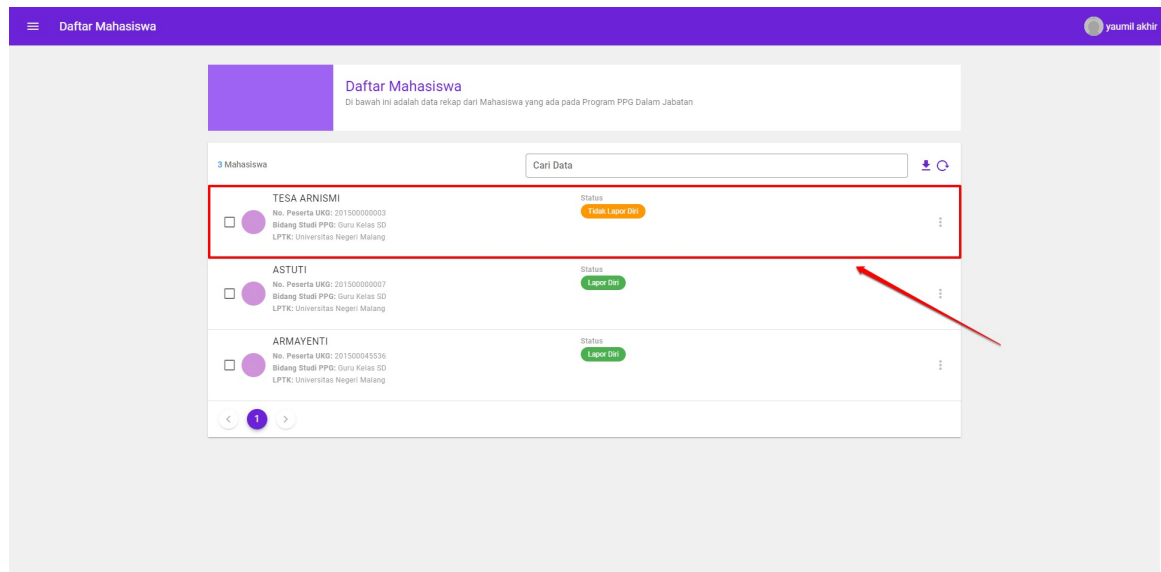 Daftar Mahasiswa
yaumil akhir
Daftar Mahasiswa
Di bawah ini adalah data rekap dari Mahasiswa yang ada pada Program PPG Dalam Jabatan
3 Mahasiswa
Cari Data
TESA ARNISMI
No. Peserta UKG: 201500000003
Bidang Studi PPG: Guru Kelas SD
LPTK: Universitas Negeri Malang
Status
Tidak Lapor Diri
ASTUTI
No. Peserta UKG: 201500000007
Bidang Studi PPG: Guru Kelas SD
LPTK: Universitas Negeri Malang
Status
Lapor Diri
ARMAYENTI
No. Peserta UKG: 201500045536
Bidang Studi PPG: Guru Kelas SD
LPTK: Universitas Negeri Malang
Status
Lapor Diri
1